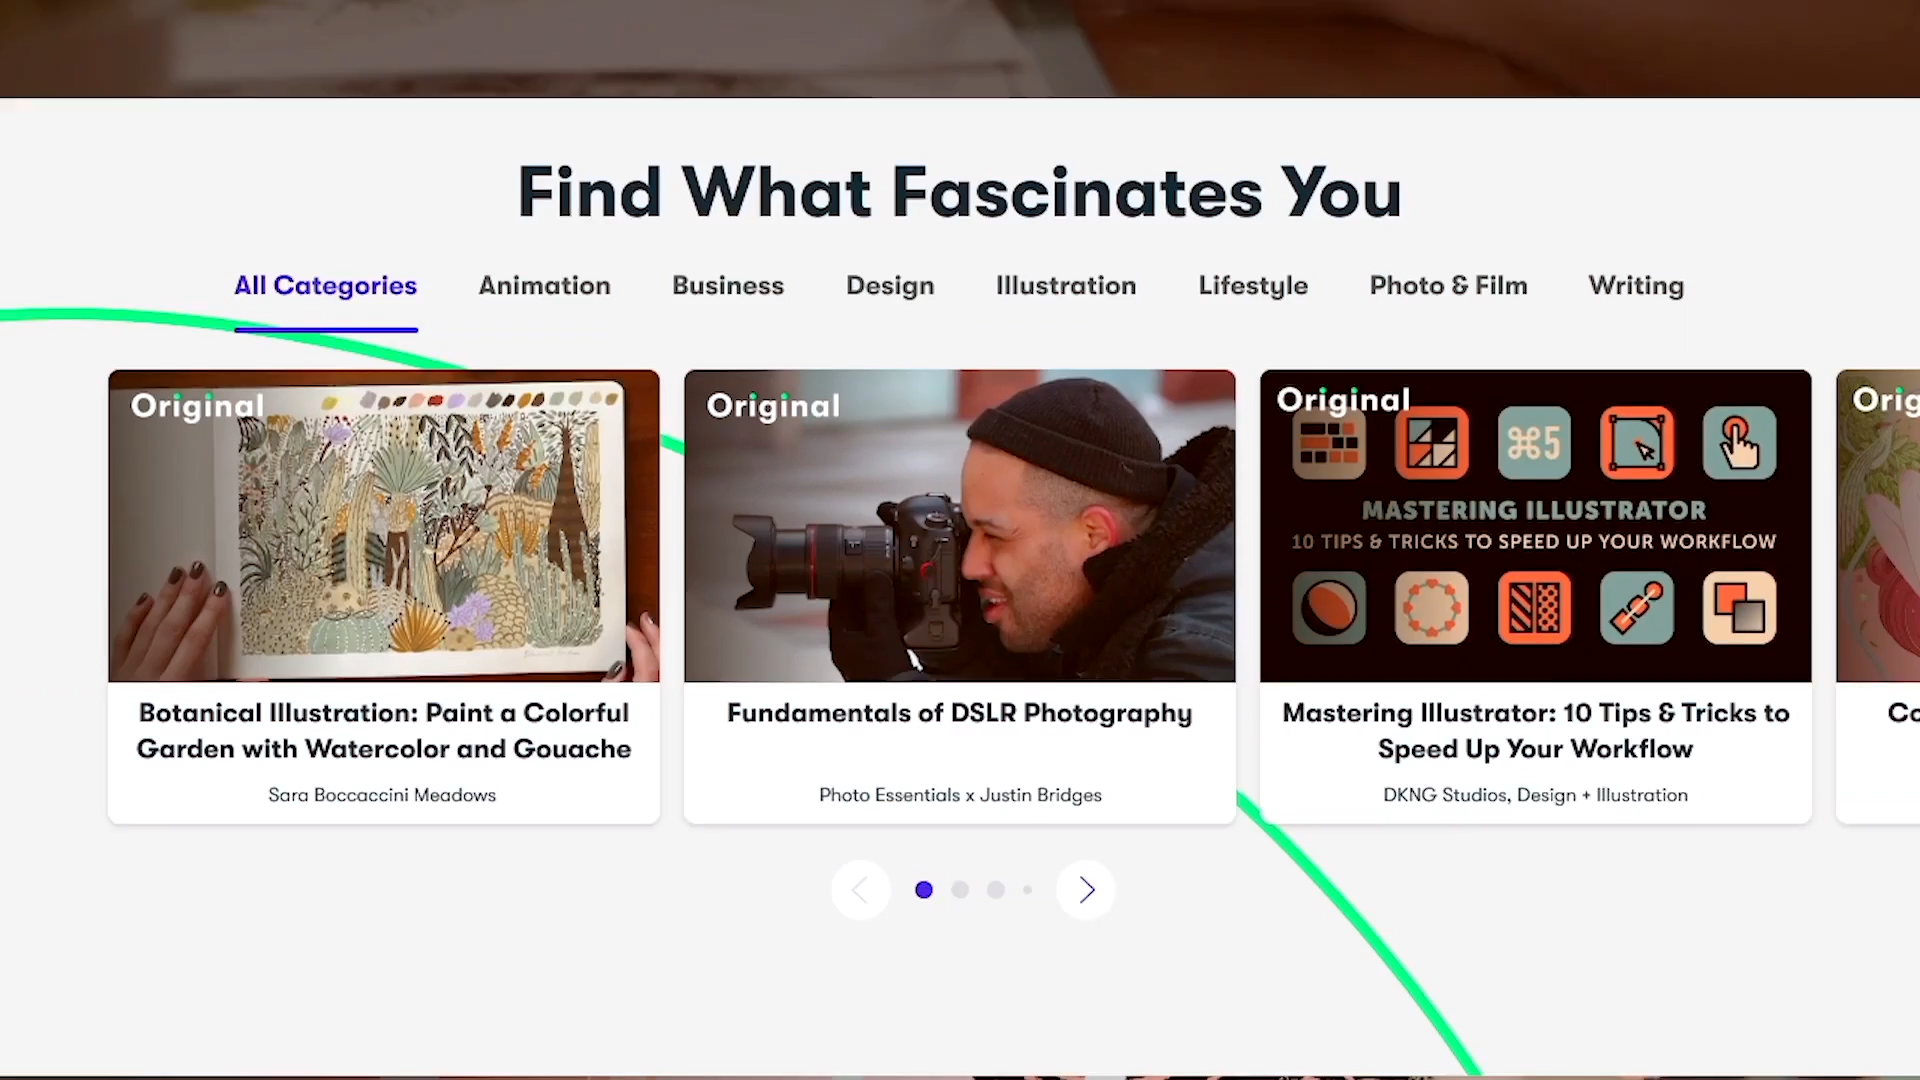 Find What Fascinates You
All Categories Animation Business Design Illustration Lifestyle Photo & Film Writing
Original
Original
Original
Orig
⌘5
MASTERING ILLUSTRATOR
10 TIPS & TRICKS TO SPEED UP YOUR WORKFLOW
Botanical Illustration: Paint a Colorful
Garden with Watercolor and Gouache
Sara Boccaccini Meadows
Fundamentals of DSLR Photography
Photo Essentials x Justin Bridges
Mastering Illustrator: 10 Tips & Tricks to
Speed Up Your Workflow
DKNG Studios, Design + Illustration
Co